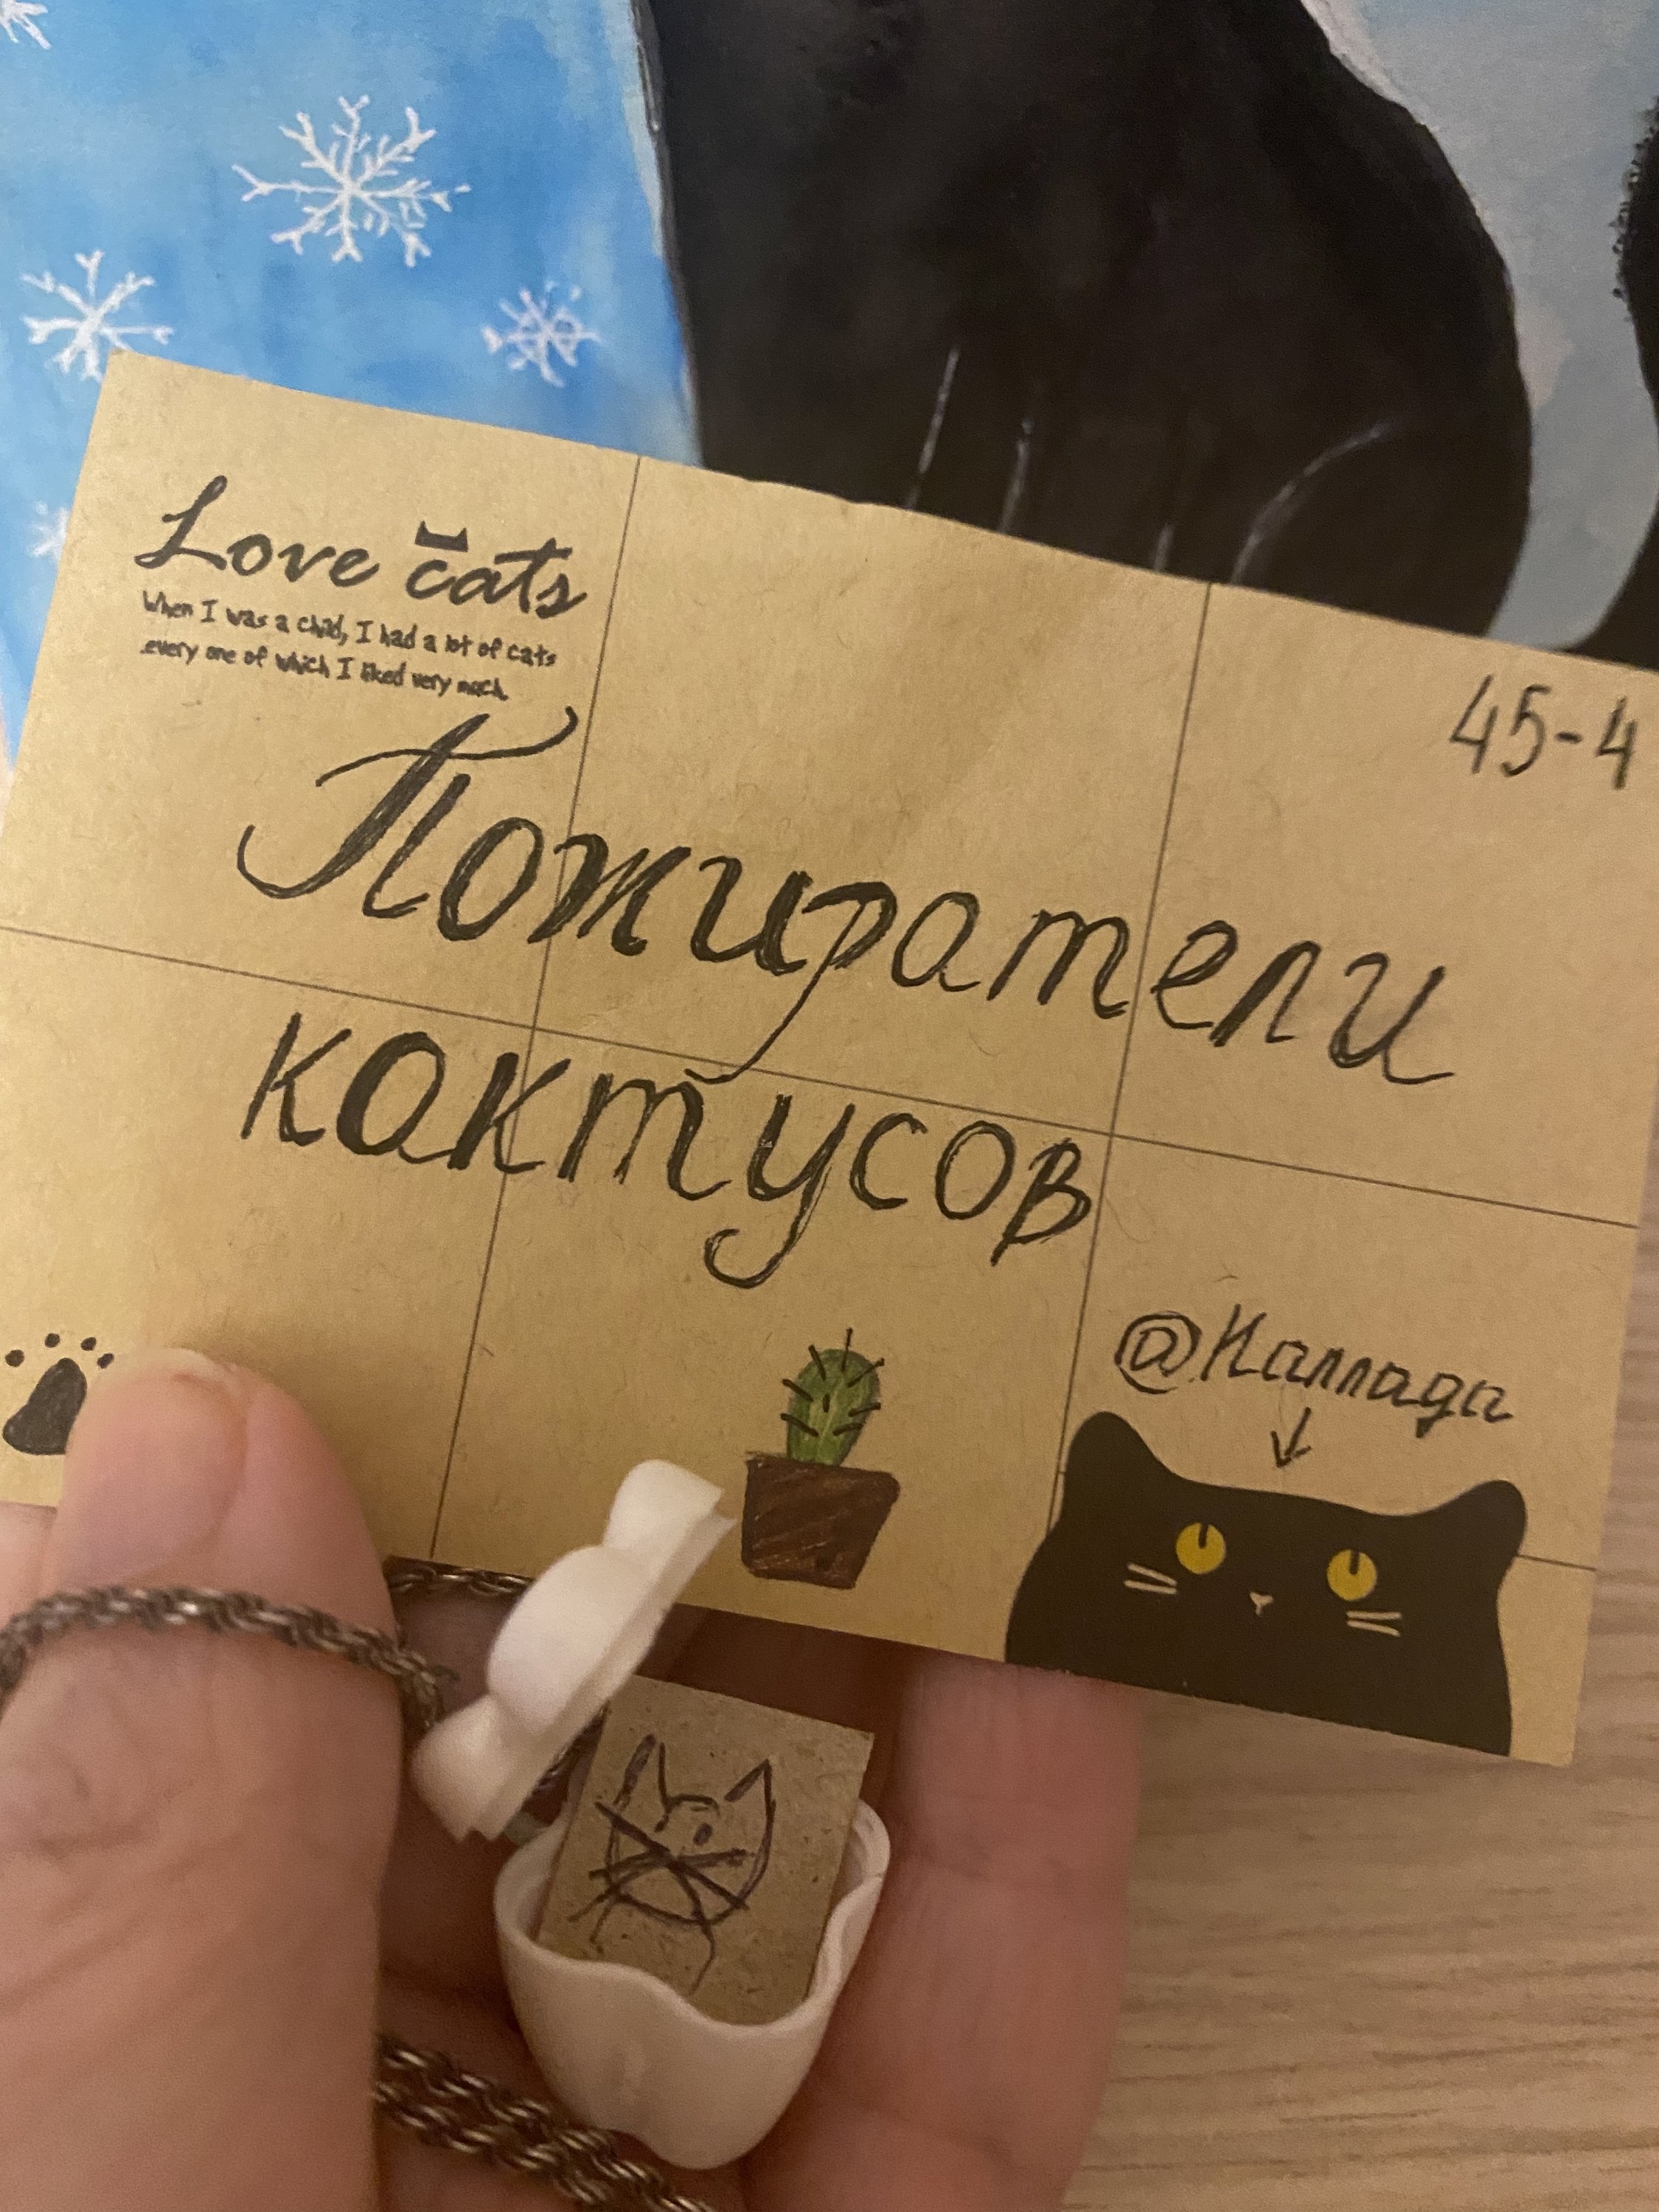 Love cats
When I was a child, I had a lot of cats
.every one of which I liked very much.
45-4
Пожиратели
кактусов
@Hannaga